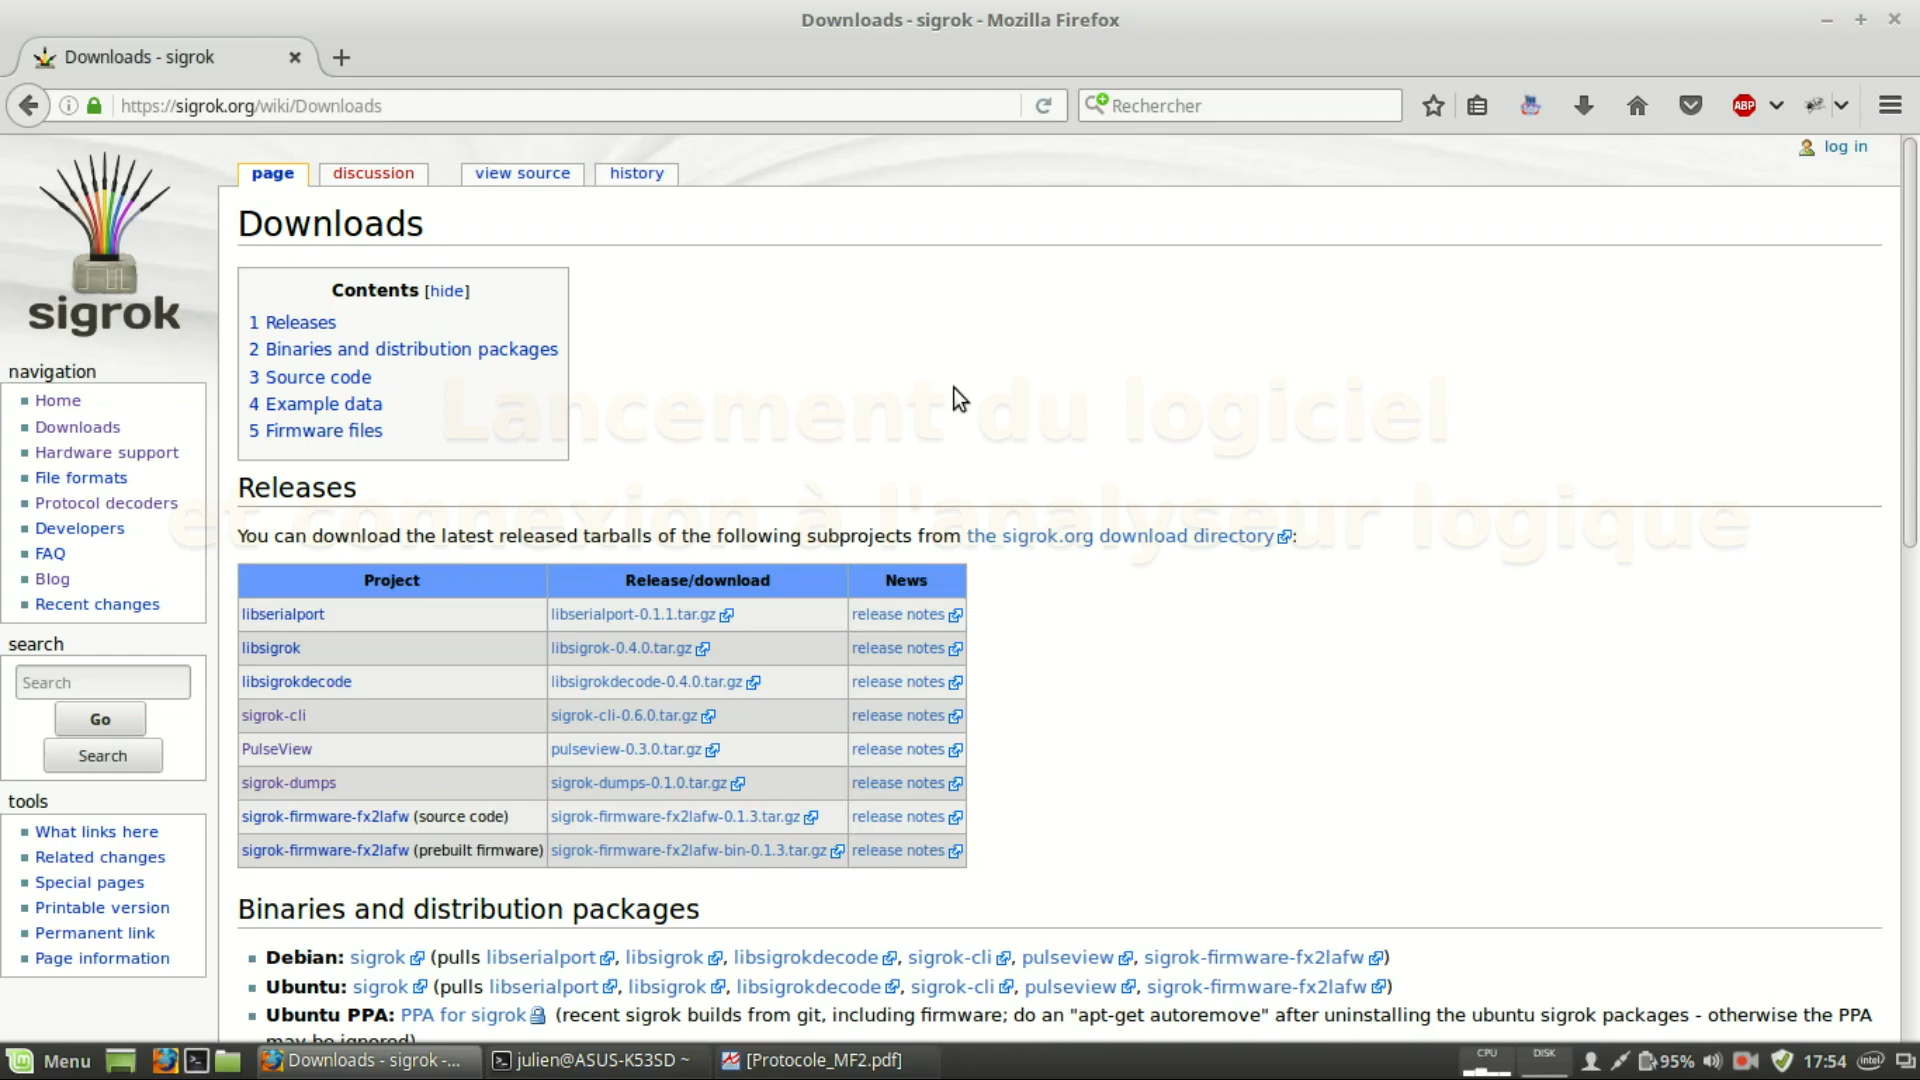 Downloads - sigrok - Mozilla Firefox
Downloads - sigrok
https://sigrok.org/wiki/Downloads
Rechercher
ABP
log in
page
discussion
view source
history
sigrok
Downloads
Contents [hide]
1 Releases
2 Binaries and distribution packages
3 Source code
4 Example data
5 Firmware files
Lancement du logiciel
et connexion à l'analyseur logique
navigation
Home
Downloads
Hardware support
File formats
Protocol decoders
Developers
FAQ
Blog
Recent changes
search
Search
Go
Search
tools
What links here
Related changes
Special pages
Printable version
Permanent link
Page information
Releases
You can download the latest released tarballs of the following subprojects from the sigrok.org download directory:
Project Release/download News
libserialport libserialport-0.1.1.tar.gz release notes
libsigrok libsigrok-0.4.0.tar.gz release notes
libsigrokdecode libsigrokdecode-0.4.0.tar.gz release notes
sigrok-cli sigrok-cli-0.6.0.tar.gz release notes
PulseView pulseview-0.3.0.tar.gz release notes
sigrok-dumps sigrok-dumps-0.1.0.tar.gz release notes
sigrok-firmware-fx2lafw (source code) sigrok-firmware-fx2lafw-0.1.3.tar.gz release notes
sigrok-firmware-fx2lafw (prebuilt firmware) sigrok-firmware-fx2lafw-bin-0.1.3.tar.gz release notes
Binaries and distribution packages
Debian: sigrok (pulls libserialport, libsigrok, libsigrokdecode, sigrok-cli, pulseview, sigrok-firmware-fx2lafw)
Ubuntu: sigrok (pulls libserialport, libsigrok, libsigrokdecode, sigrok-cli, pulseview, sigrok-firmware-fx2lafw)
Ubuntu PPA: PPA for sigrok (recent sigrok builds from git, including firmware; do an "apt-get autoremove" after uninstalling the ubuntu sigrok packages - otherwise the PPA
may be ignored)
Menu
Downloads - sigrok -...
julien@ASUS-K53SD ~
[Protocole_MF2.pdf]
CPU
DISK
95%
17:54
intel